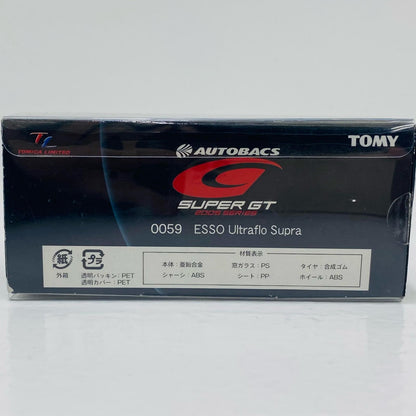 TL
TOMICA LIMITED
TOMY
AUTOBACS
SUPER GT
2005 SERIES
0059 ESSO Ultraflo Supra
紙
外箱
プラ
透明パッキン:PET
透明カバー:PET
材質表示
本体:亜鉛合金 窓ガラス:PS タイヤ:合成ゴム
シャーシ:ABS シート:PP ホイール:ABS